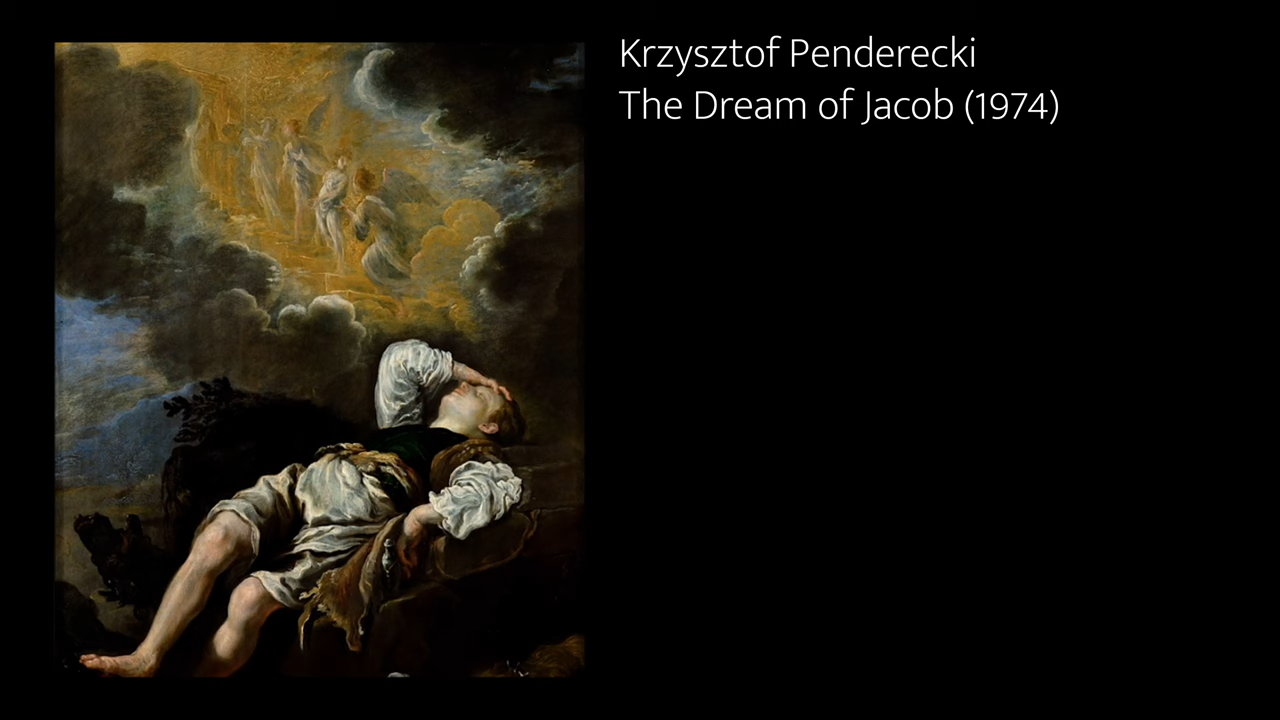 Krzysztof Penderecki
The Dream of Jacob (1974)